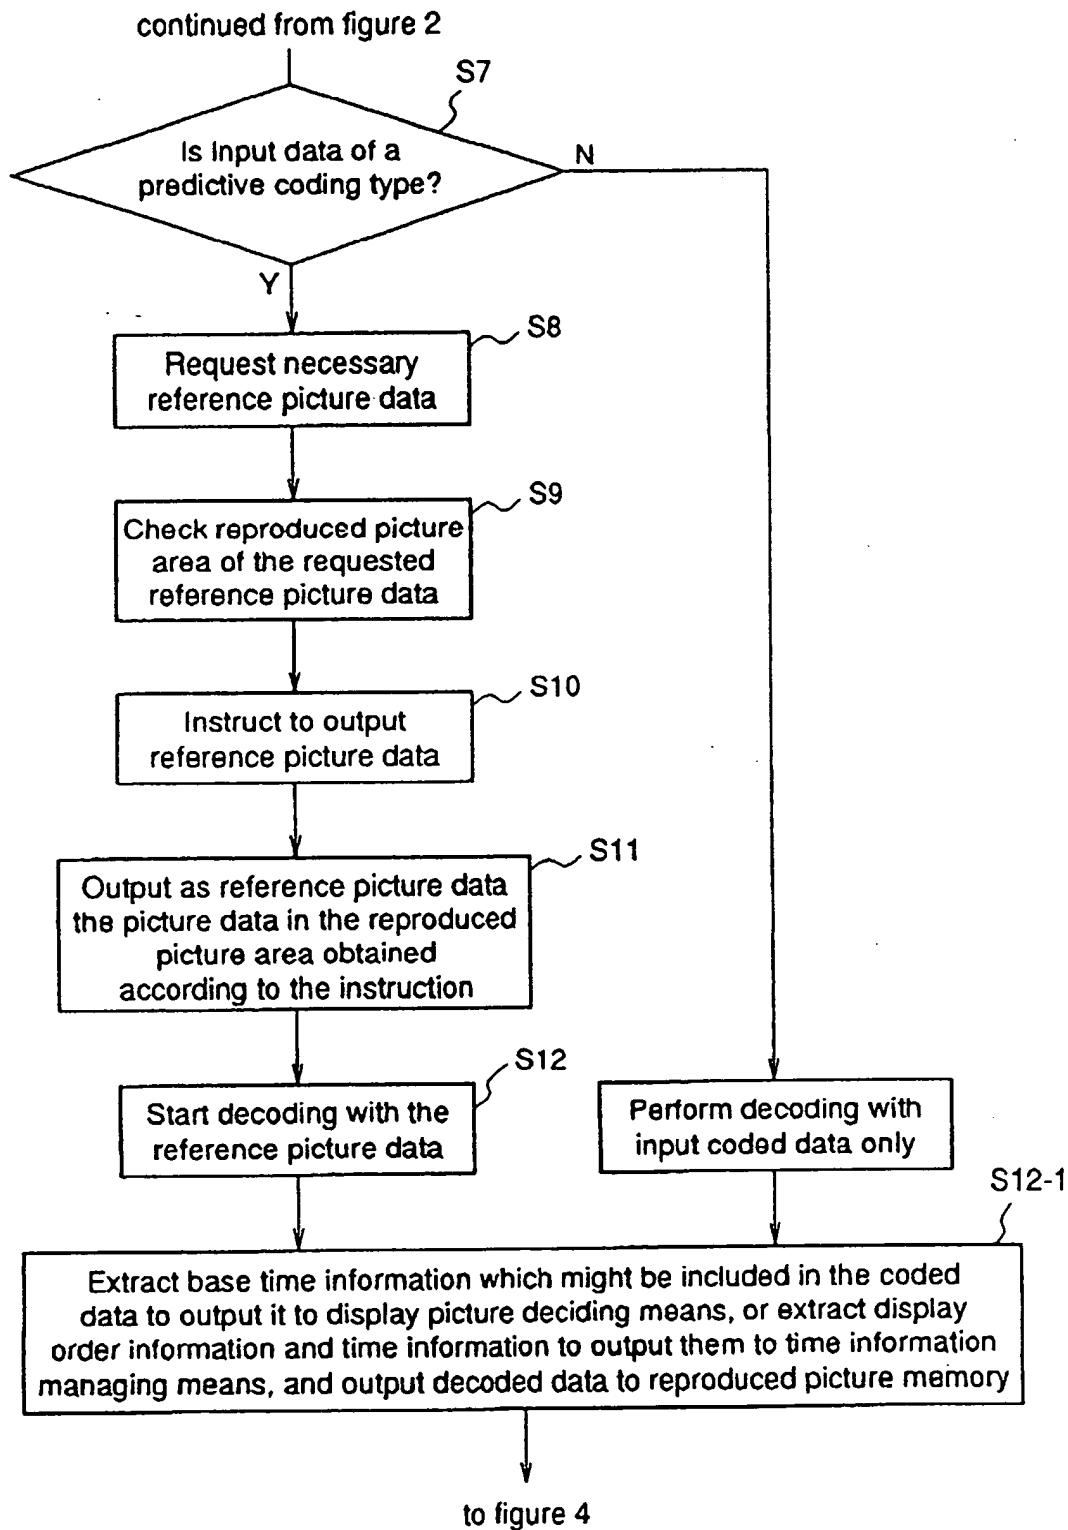 continued from figure 2
S7
Is Input data of a
predictive coding type?
N
Y
S8
Request necessary
reference picture data
S9
Check reproduced picture
area of the requested
reference picture data
S10
Instruct to output
reference picture data
S11
Output as reference picture data
the picture data in the reproduced
picture area obtained
according to the instruction
S12
Start decoding with the
reference picture data
Perform decoding with
input coded data only
S12-1
Extract base time information which might be included in the coded
data to output it to display picture deciding means, or extract display
order information and time information to output them to time information
managing means, and output decoded data to reproduced picture memory
to figure 4